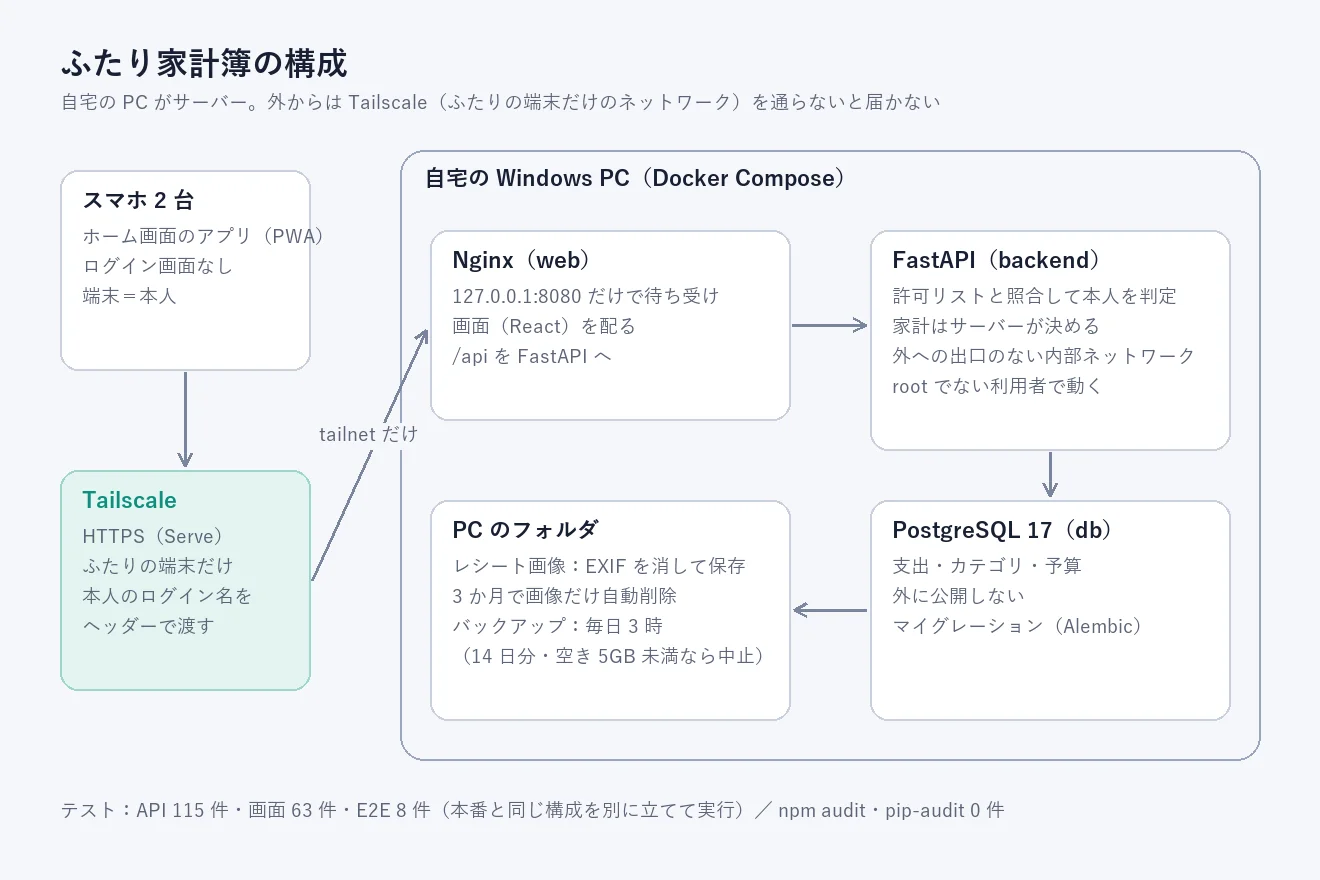 ふたり家計簿の構成
自宅の PC がサーバー。外からは Tailscale（ふたりの端末だけのネットワーク）を通らないと届かない
スマホ 2 台
ホーム画面のアプリ（PWA）
ログイン画面なし
端末＝本人
Tailscale
HTTPS（Serve）
ふたりの端末だけ
本人のログイン名を
ヘッダーで渡す
tailnet だけ
自宅の Windows PC（Docker Compose）
Nginx（web）
127.0.0.1:8080 だけで待ち受け
画面（React）を配る
/api を FastAPI へ
FastAPI（backend）
許可リストと照合して本人を判定
家計はサーバーが決める
外への出口のない内部ネットワーク
root でない利用者で動く
PC のフォルダ
レシート画像：EXIF を消して保存
3 か月で画像だけ自動削除
バックアップ：毎日 3 時
（14 日分・空き 5GB 未満なら中止）
PostgreSQL 17（db）
支出・カテゴリ・予算
外に公開しない
マイグレーション（Alembic）
テスト：API 115 件・画面 63 件・E2E 8 件（本番と同じ構成を別に立てて実行）／ npm audit・pip-audit 0 件